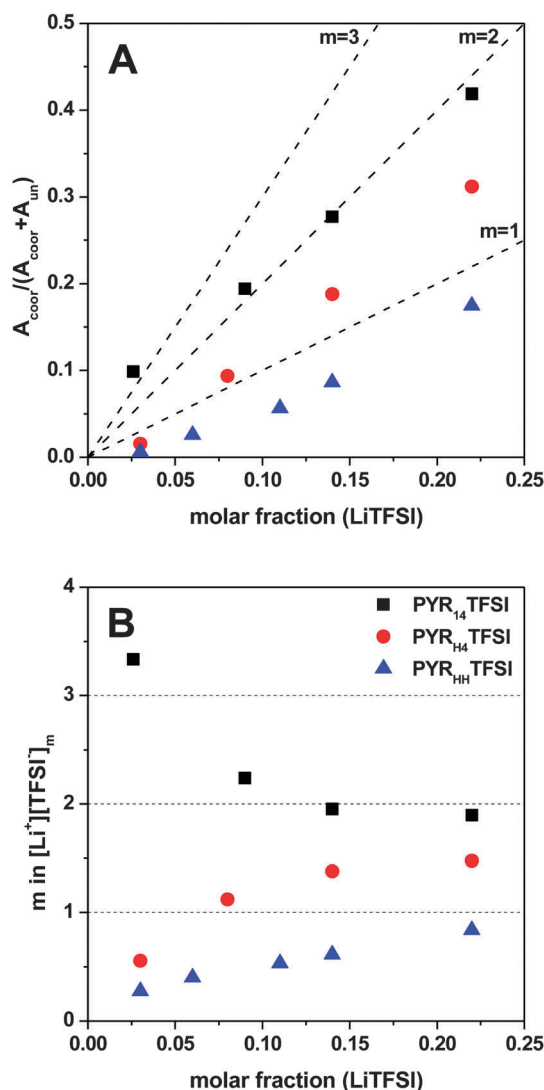 A
m=3
m=2
m=1
0.5
0.4
0.3
0.2
0.1
0.0
A_coor/(A_coor+A_un)
0.00 0.05 0.10 0.15 0.20 0.25
molar fraction (LiTFSI)
B
PYR₁₄TFSI
PYR_H4TFSI
PYR_HHTFSI
4
3
2
1
0
m in [Li⁺][TFSI⁻]ₘ
0.00 0.05 0.10 0.15 0.20 0.25
molar fraction (LiTFSI)